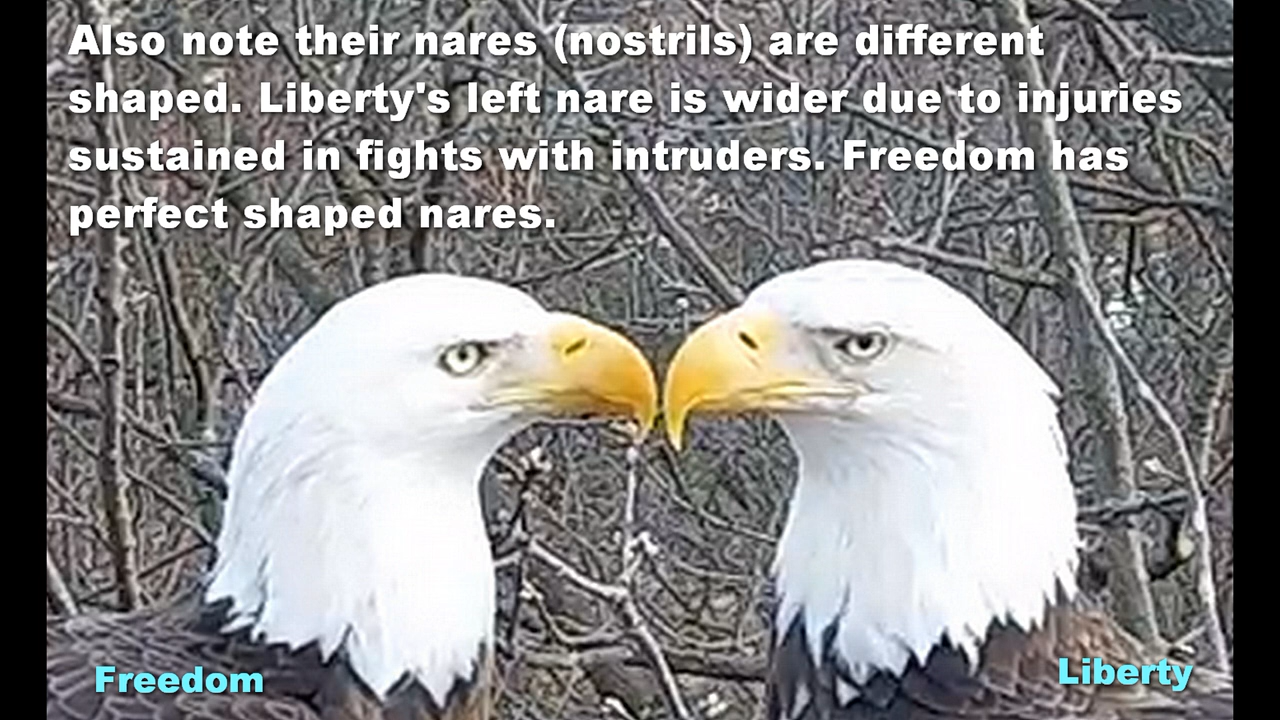 Also note their nares (nostrils) are different
shaped. Liberty's left nare is wider due to injuries
sustained in fights with intruders. Freedom has
perfect shaped nares.
Freedom
Liberty